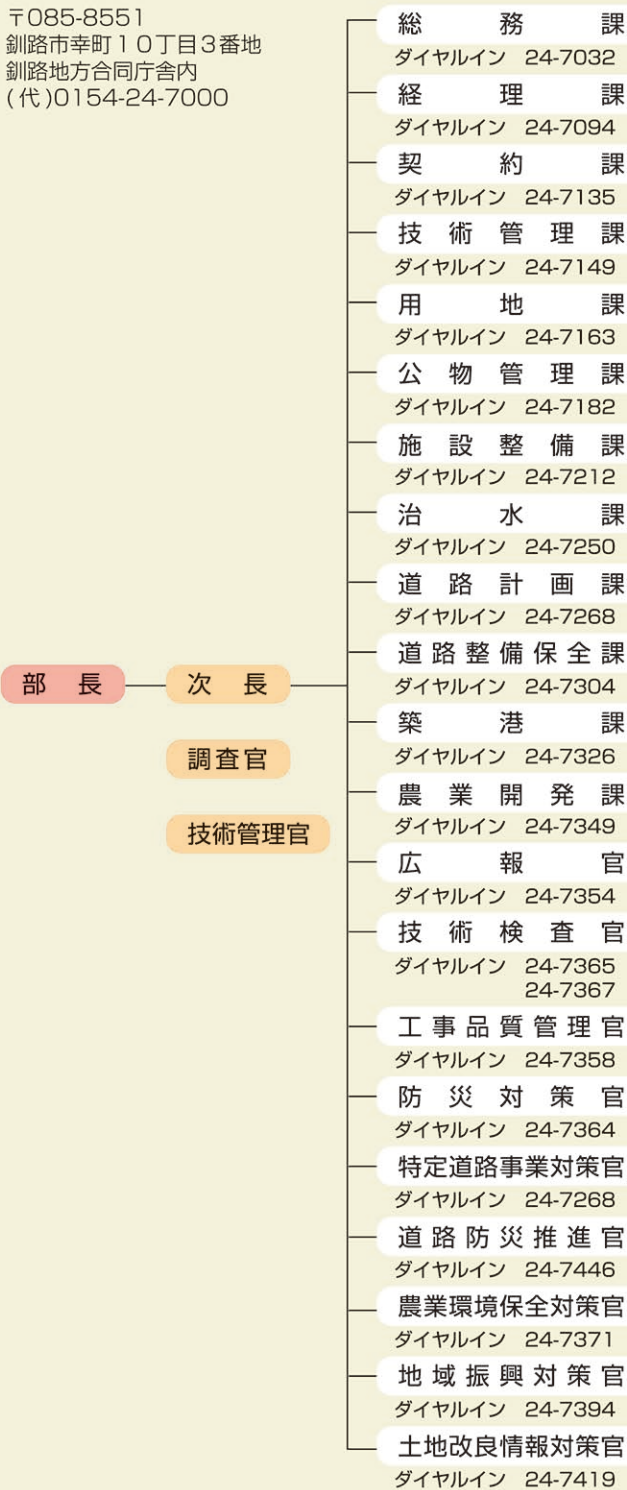 〒085-8551
釧路市幸町10丁目3番地
釧路地方合同庁舎内
(代)0154-24-7000
部長
次長
調査官
技術管理官
総務課
ダイヤルイン 24-7032
経理課
ダイヤルイン 24-7094
契約課
ダイヤルイン 24-7135
技術管理課
ダイヤルイン 24-7149
用地課
ダイヤルイン 24-7163
公物管理課
ダイヤルイン 24-7182
施設整備課
ダイヤルイン 24-7212
治水課
ダイヤルイン 24-7250
道路計画課
ダイヤルイン 24-7268
道路整備保全課
ダイヤルイン 24-7304
築港課
ダイヤルイン 24-7326
農業開発課
ダイヤルイン 24-7349
広報官
ダイヤルイン 24-7354
技術検査官
ダイヤルイン 24-7365
24-7367
工事品質管理官
ダイヤルイン 24-7358
防災対策官
ダイヤルイン 24-7364
特定道路事業対策官
ダイヤルイン 24-7268
道路防災推進官
ダイヤルイン 24-7446
農業環境保全対策官
ダイヤルイン 24-7371
地域振興対策官
ダイヤルイン 24-7394
土地改良情報対策官
ダイヤルイン 24-7419